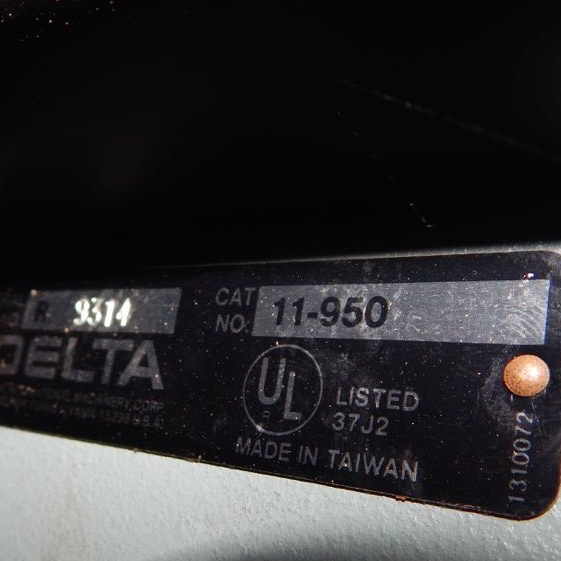 R 9314
CAT NO: 11-950
DELTA
UL
LISTED
37J2
MADE IN TAIWAN
1310072